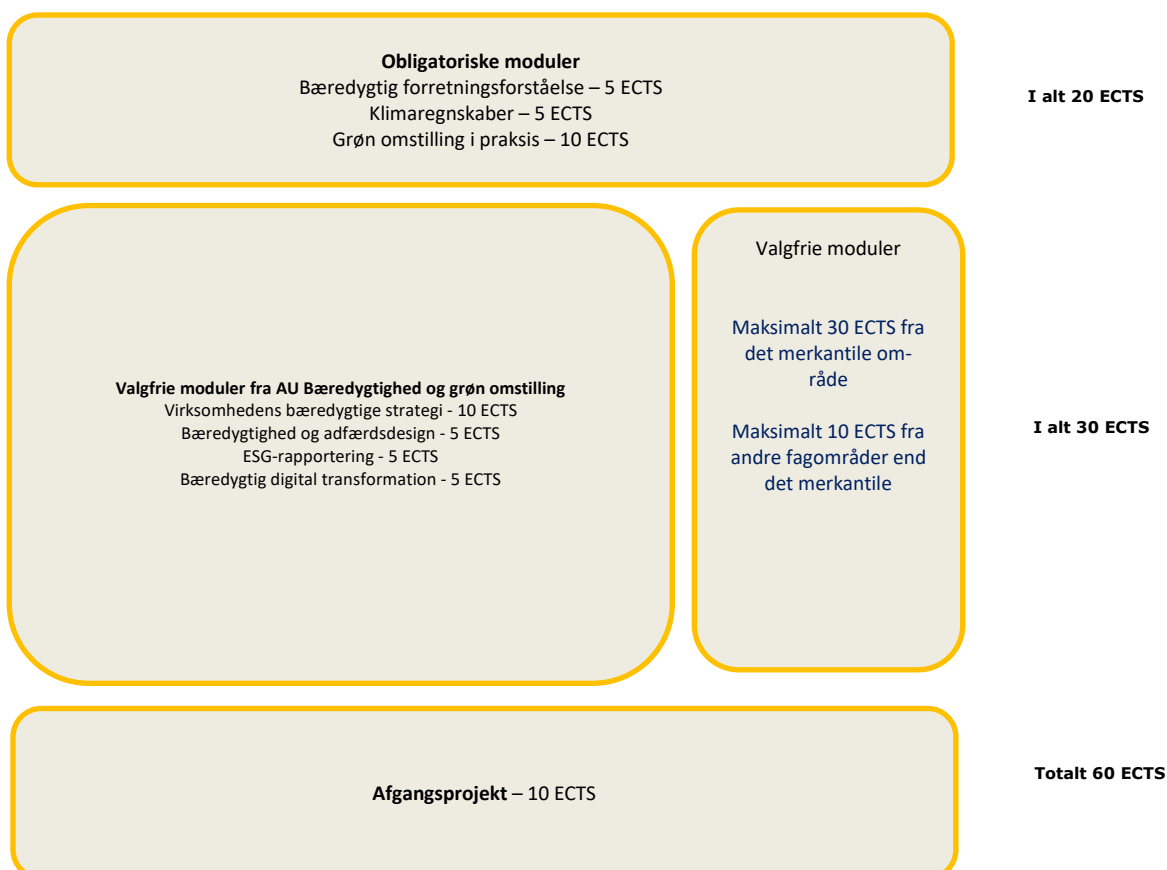 Obligatoriske moduler
Bæredygtig forretningsforståelse – 5 ECTS
Klimaregnskaber – 5 ECTS
Grøn omstilling i praksis – 10 ECTS
I alt 20 ECTS
Valgfrie moduler fra AU Bæredygtighed og grøn omstilling
Virksomhedens bæredygtige strategi - 10 ECTS
Bæredygtighed og adfærdsdesign - 5 ECTS
ESG-rapportering - 5 ECTS
Bæredygtig digital transformation - 5 ECTS
Valgfrie moduler
Maksimalt 30 ECTS fra
det merkantile om-
råde
Maksimalt 10 ECTS fra
andre fagområder end
det merkantile
I alt 30 ECTS
Afgangsprojekt – 10 ECTS
Totalt 60 ECTS